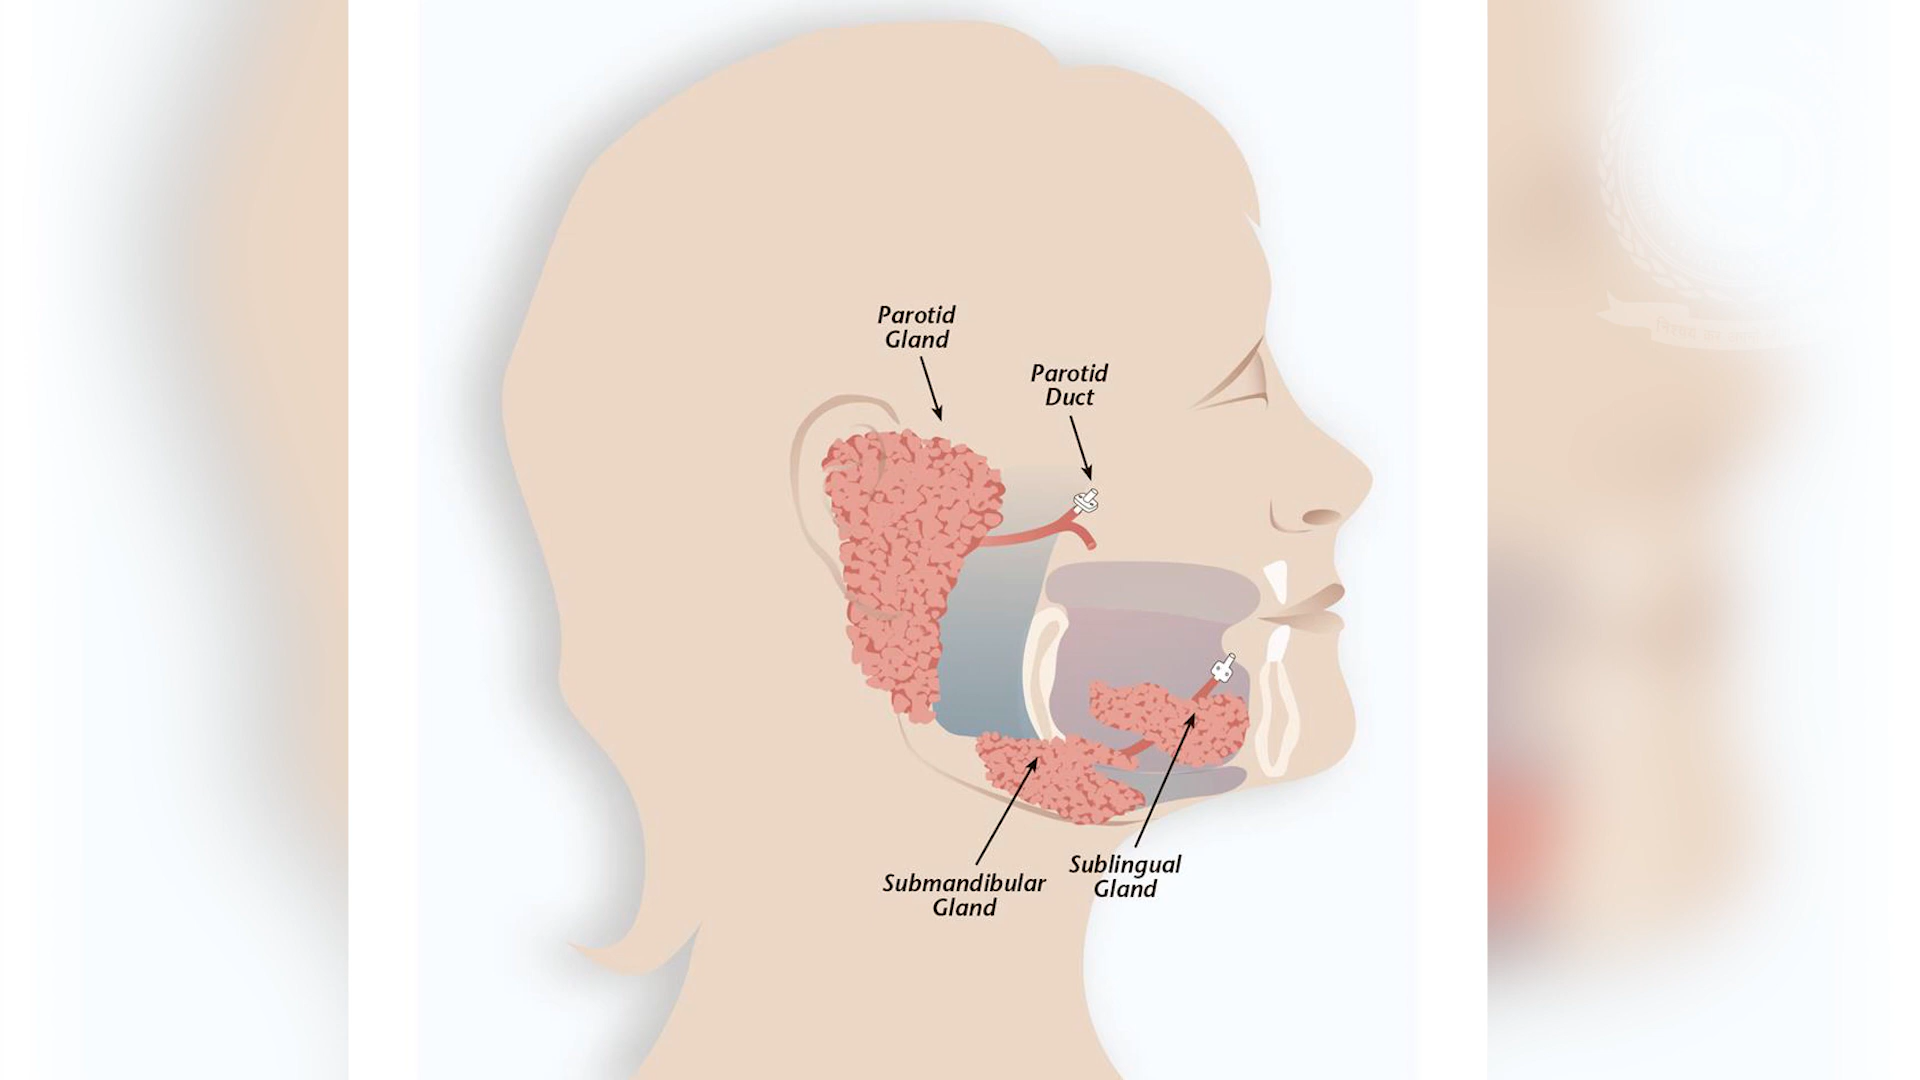 Parotid
Gland
Parotid
Duct
Submandibular
Gland
Sublingual
Gland